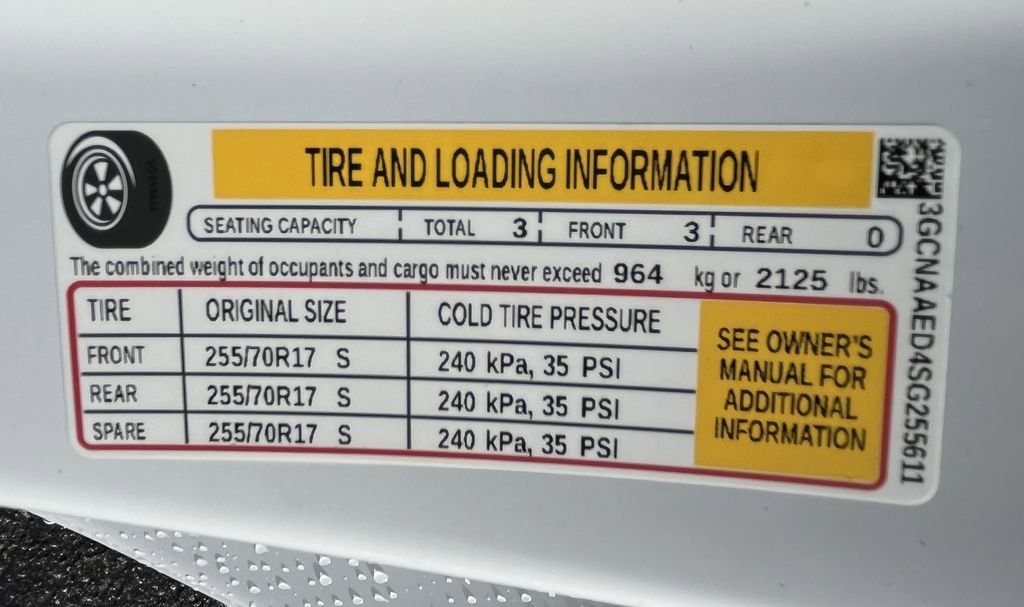 TIRE AND LOADING INFORMATION
SEATING CAPACITY TOTAL 3 FRONT 3 REAR 0
The combined weight of occupants and cargo must never exceed 964 kg or 2125 lbs.
TIRE ORIGINAL SIZE COLD TIRE PRESSURE
FRONT 255/70R17 S 240 kPa, 35 PSI
REAR 255/70R17 S 240 kPa, 35 PSI
SPARE 255/70R17 S 240 kPa, 35 PSI
SEE OWNER'S
MANUAL FOR
ADDITIONAL
INFORMATION
3GCNAAED4SG255611